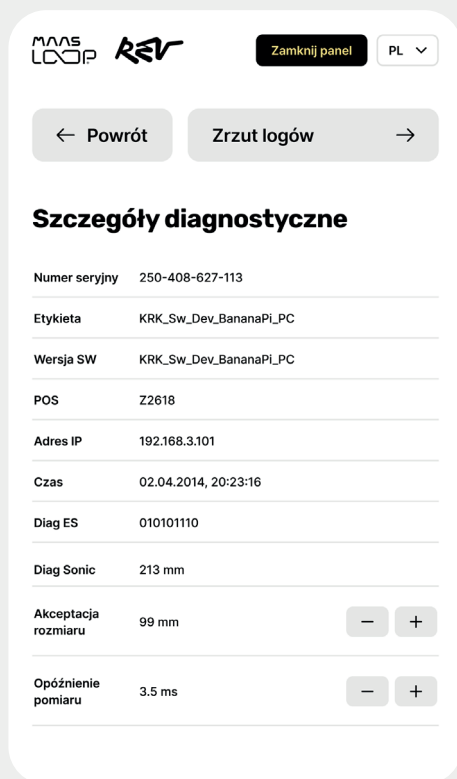 MAAS
LOOP
REV
Zamknij panel
PL
← Powrót
Zrzut logów →
Szczegóły diagnostyczne
Numer seryjny 250-408-627-113
Etykieta KRK_Sw_Dev_BananaPi_PC
Wersja SW KRK_Sw_Dev_BananaPi_PC
POS Z2618
Adres IP 192.168.3.101
Czas 02.04.2014, 20:23:16
Diag ES 010101110
Diag Sonic 213 mm
Akceptacja
rozmiaru 99 mm − +
Opóźnienie
pomiaru 3.5 ms − +